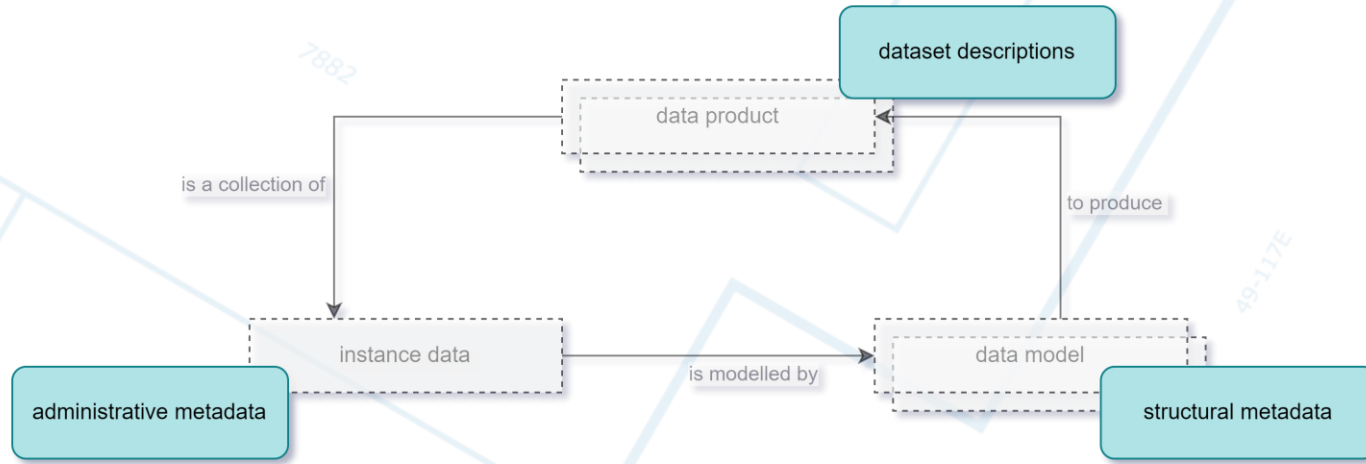 dataset descriptions
7882
data product
is a collection of
to produce
49-117E
instance data
data model
is modelled by
administrative metadata
structural metadata